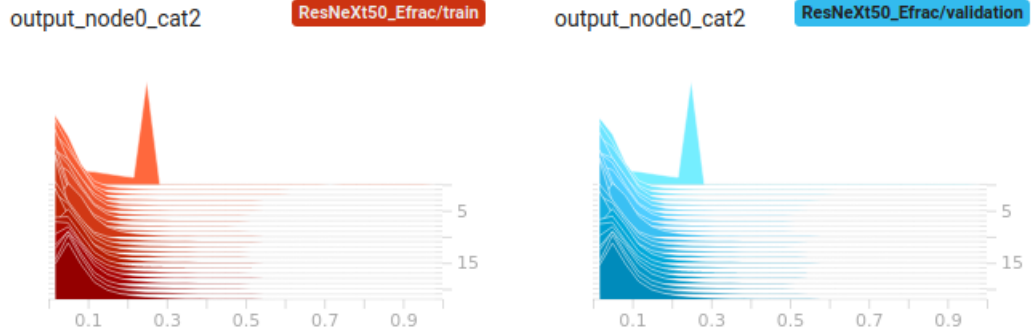 output_node0_cat2
ResNeXt50_Efrac/train
5
15
0.1 0.3 0.5 0.7 0.9
output_node0_cat2
ResNeXt50_Efrac/validation
5
15
0.1 0.3 0.5 0.7 0.9